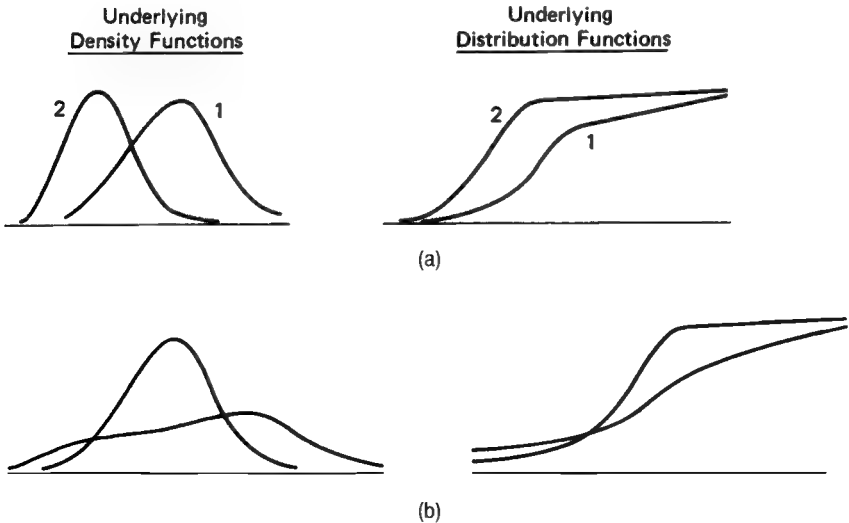 Underlying
Density Functions
Underlying
Distribution Functions
2
1
2
1
(a)
(b)